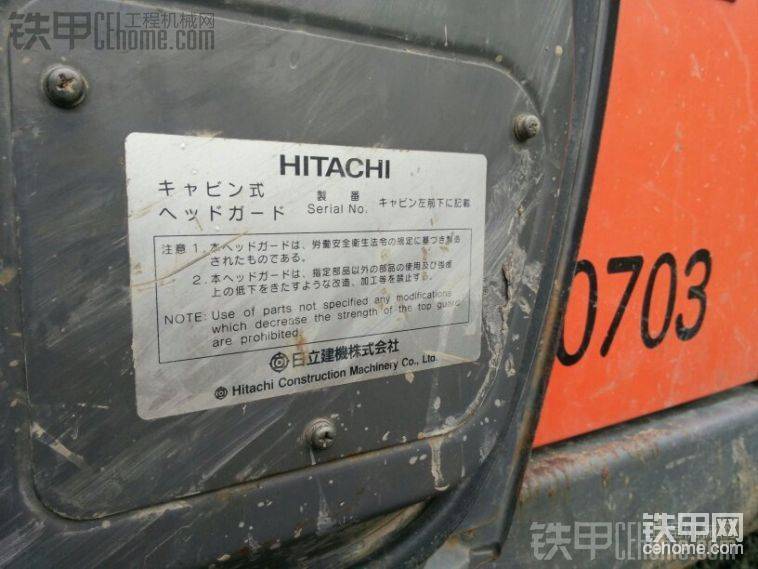 铁甲 工程机械网
CEhome.com
HITACHI
キャビン式 製番 キャビン左前下に記載
ヘッドガード Serial No.
注意 1. 本ヘッドガードは、労働安全衛生法令の規定に基づき製造
されたものである。
2. 本ヘッドガードは、指定部品以外の部品の使用及び強度
上の低下をきたすような改造、加工等を禁止する。
NOTE: Use of parts not specified any modifications
which decrease the strength of the top guard
are prohibited.
日立建機株式会社
Hitachi Construction Machinery Co., Ltd.
0703
铁甲 CEhome.com
铁甲网
cehome.com